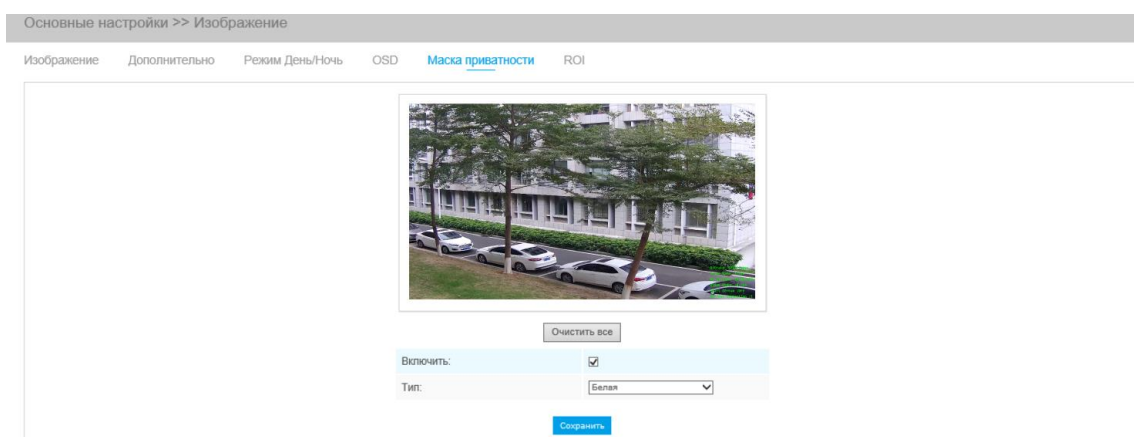 Основные настройки >> Изображение
Изображение Дополнительно Режим День/Ночь OSD Маска приватности ROI
Очистить все
Включить:
Тип: Белая
Сохранить